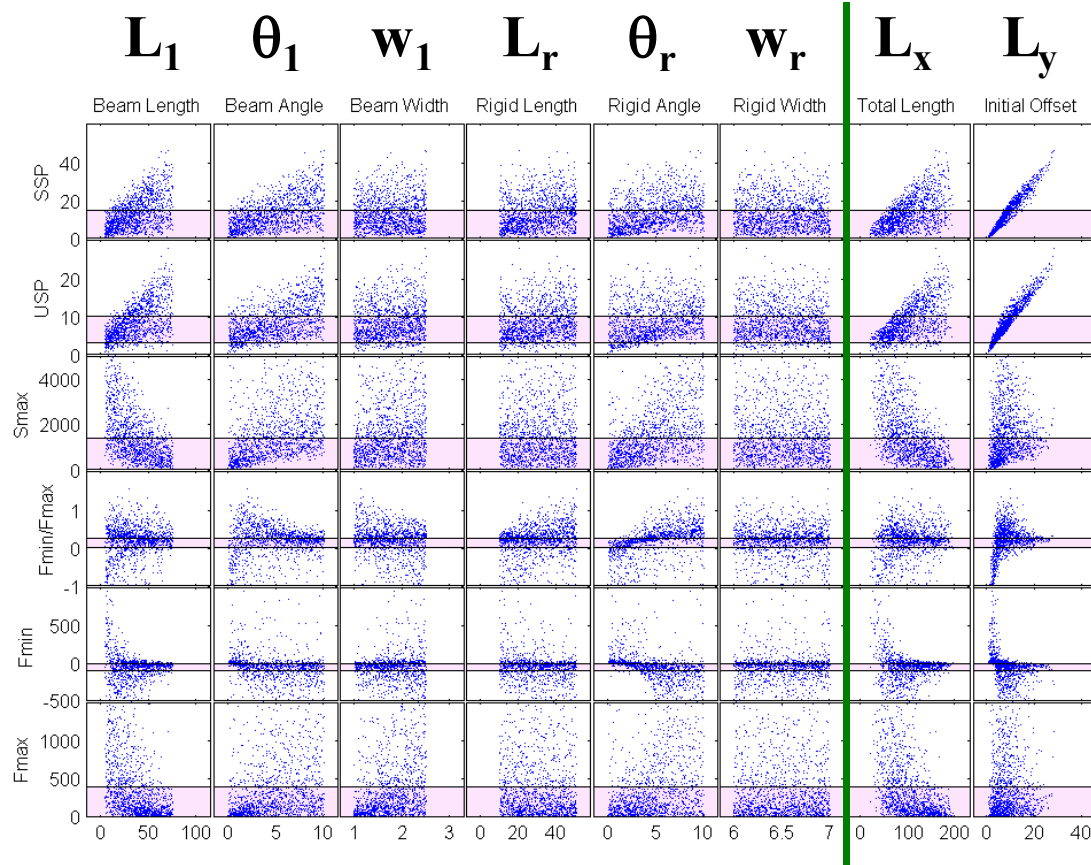 L1 θ1 w1 Lr θr wr Lx Ly
Beam Length Beam Angle Beam Width Rigid Length Rigid Angle Rigid Width Total Length Initial Offset
SSP
40
20
0
USP
20
10
0
Smax
4000
2000
0
Fmin/Fmax
0
1
0
-1
Fmin
-1
500
0
-500
Fmax
1000
500
0
0 50 100 0 5 10 1 2 3 0 20 40 0 5 10 6 6.5 7 0 100 200 0 20 40